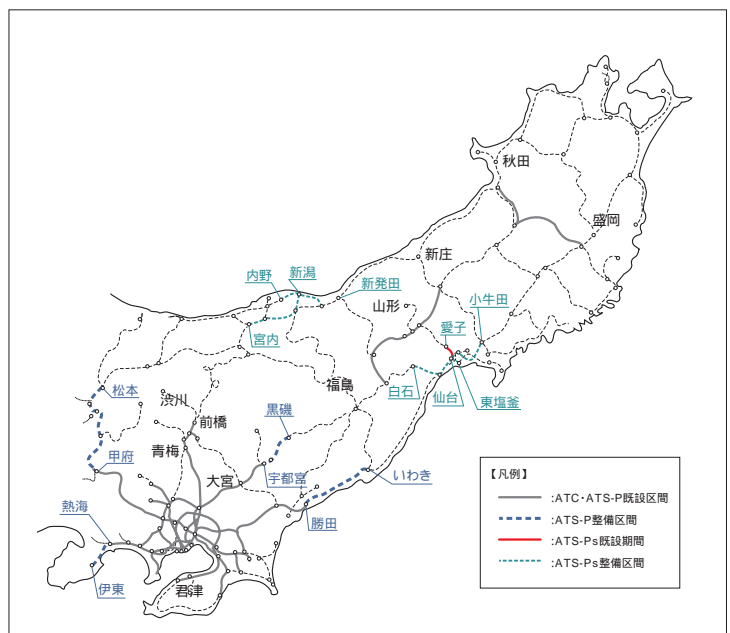 秋田
盛岡
新庄
内野
新潟
新発田
山形
小牛田
愛子
宮内
白石
仙台
東塩釜
福島
松本
渋川
前橋
黒磯
青梅
甲府
大宮
宇都宮
いわき
勝田
熱海
伊東
君津
【凡例】
:ATC・ATS-P既設区間
:ATS-P整備区間
:ATS-Ps既設期間
:ATS-Ps整備区間